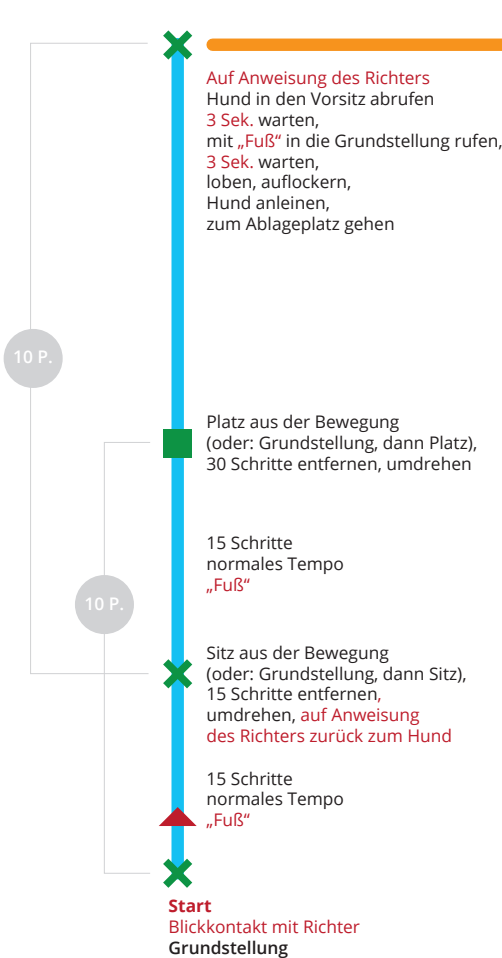 Auf Anweisung des Richters
Hund in den Vorsitz abrufen
3 Sek. warten,
mit „Fuß“ in die Grundstellung rufen,
3 Sek. warten,
loben, auflockern,
Hund anleinen,
zum Ablageplatz gehen
10 P.
Platz aus der Bewegung
(oder: Grundstellung, dann Platz),
30 Schritte entfernen, umdrehen
15 Schritte
normales Tempo
„Fuß“
10 P.
Sitz aus der Bewegung
(oder: Grundstellung, dann Sitz),
15 Schritte entfernen,
umdrehen, auf Anweisung
des Richters zurück zum Hund
15 Schritte
normales Tempo
„Fuß“
Start
Blickkontakt mit Richter
Grundstellung